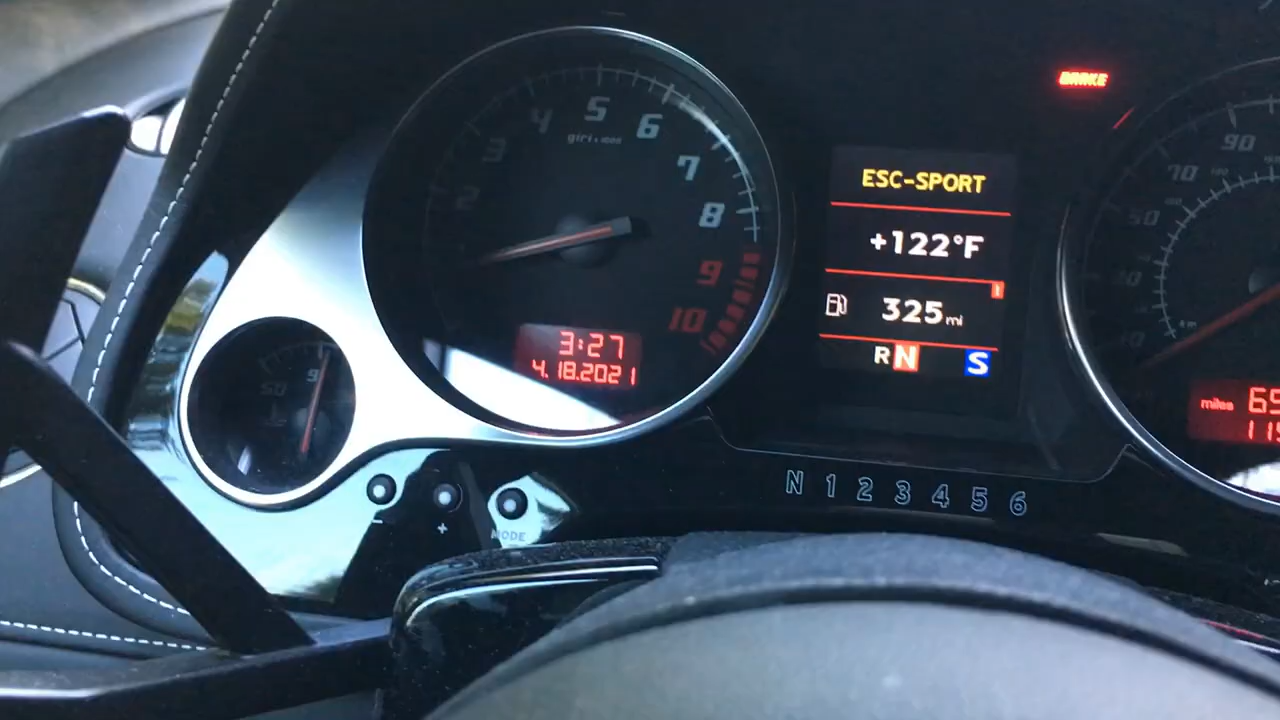 BRAKE
2 3 4 5 6 7 8 9 10
giri x 1000
3:27
4.18.2021
50
ESC-SPORT
+122°F
325 mi
R N S
90
70
50
miles
- + MODE
N 1 2 3 4 5 6